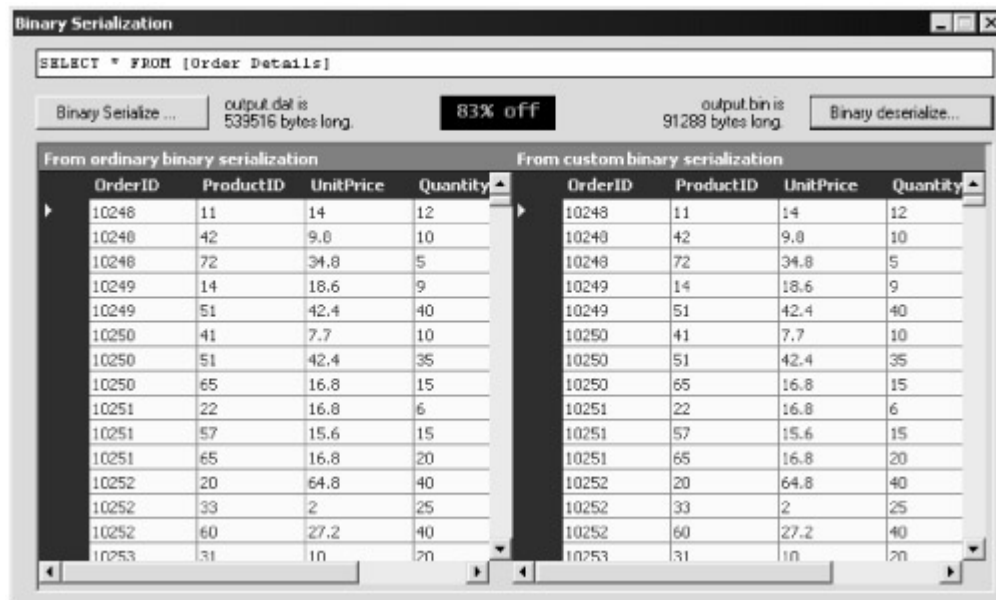 Binary Serialization
SELECT * FROM [Order Details]
Binary Serialize ...
output.dat is
539516 bytes long.
83% off
output.bin is
91288 bytes long.
Binary deserialize...
From ordinary binary serialization
From custom binary serialization
OrderID ProductID UnitPrice Quantity OrderID ProductID UnitPrice Quantity
10248 11 14 12 10248 11 14 12
10248 42 9.8 10 10248 42 9.8 10
10248 72 34.8 5 10248 72 34.8 5
10249 14 18.6 9 10249 14 18.6 9
10249 51 42.4 40 10249 51 42.4 40
10250 41 7.7 10 10250 41 7.7 10
10250 51 42.4 35 10250 51 42.4 35
10250 65 16.8 15 10250 65 16.8 15
10251 22 16.8 6 10251 22 16.8 6
10251 57 15.6 15 10251 57 15.6 15
10251 65 16.8 20 10251 65 16.8 20
10252 20 64.8 40 10252 20 64.8 40
10252 33 2 25 10252 33 2 25
10252 60 27.2 40 10252 60 27.2 40
10253 31 10 20 10253 31 10 20